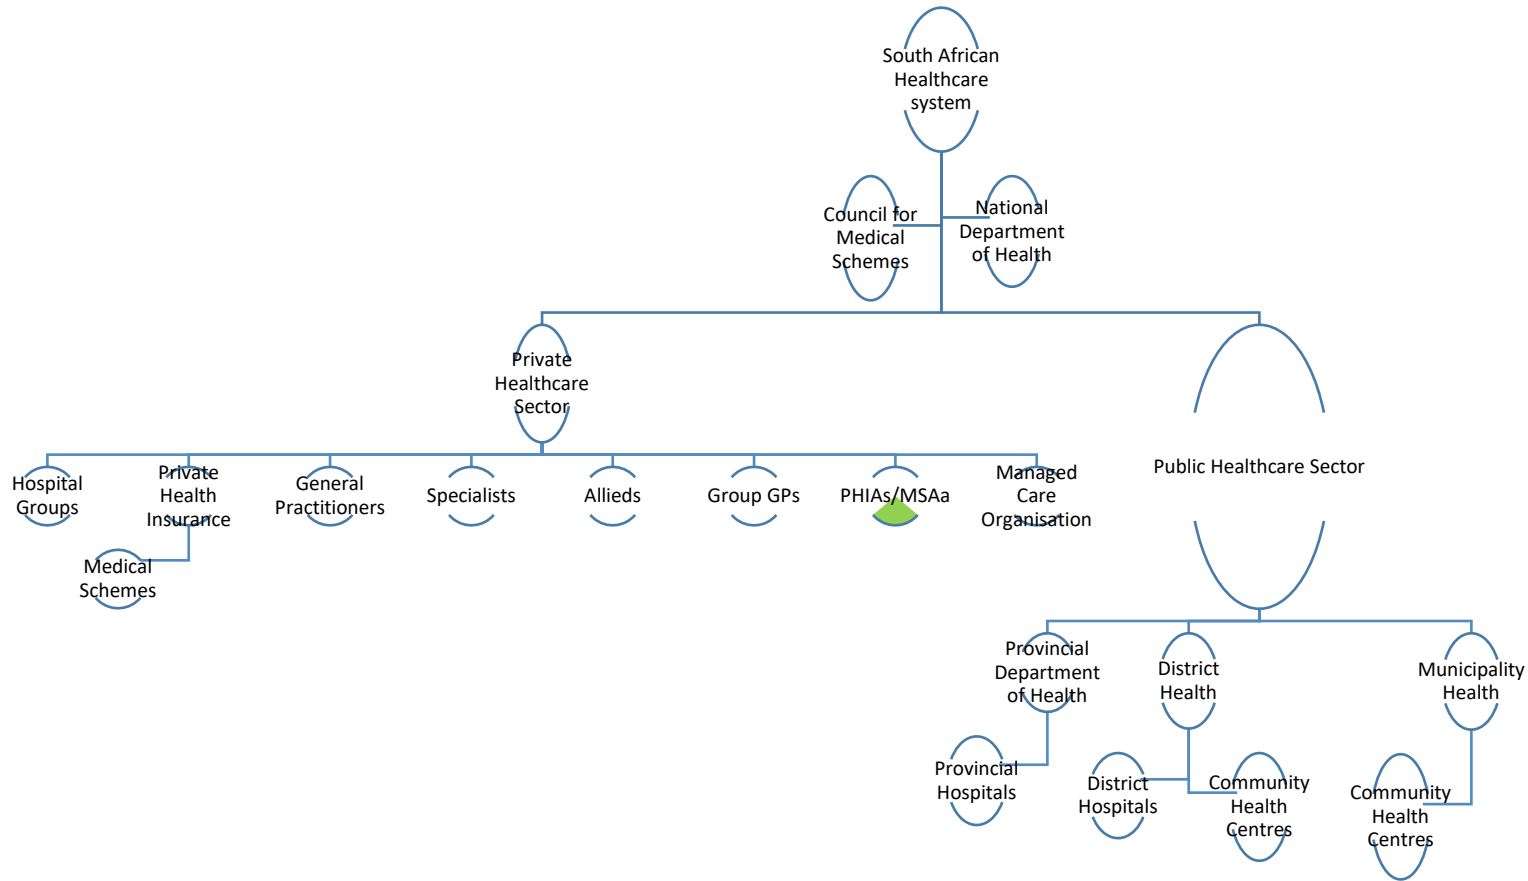 South African
Healthcare
system
Council for
Medical
Schemes
National
Department
of Health
Private
Healthcare
Sector
Public Healthcare Sector
Hospital
Groups
Private
Health
Insurance
General
Practitioners
Specialists
Allieds
Group GPs
PHIAs/MSAa
Managed
Care
Organisation
Medical
Schemes
Provincial
Department
of Health
District
Health
Municipality
Health
Provincial
Hospitals
District
Hospitals
Community
Health
Centres
Community
Health
Centres